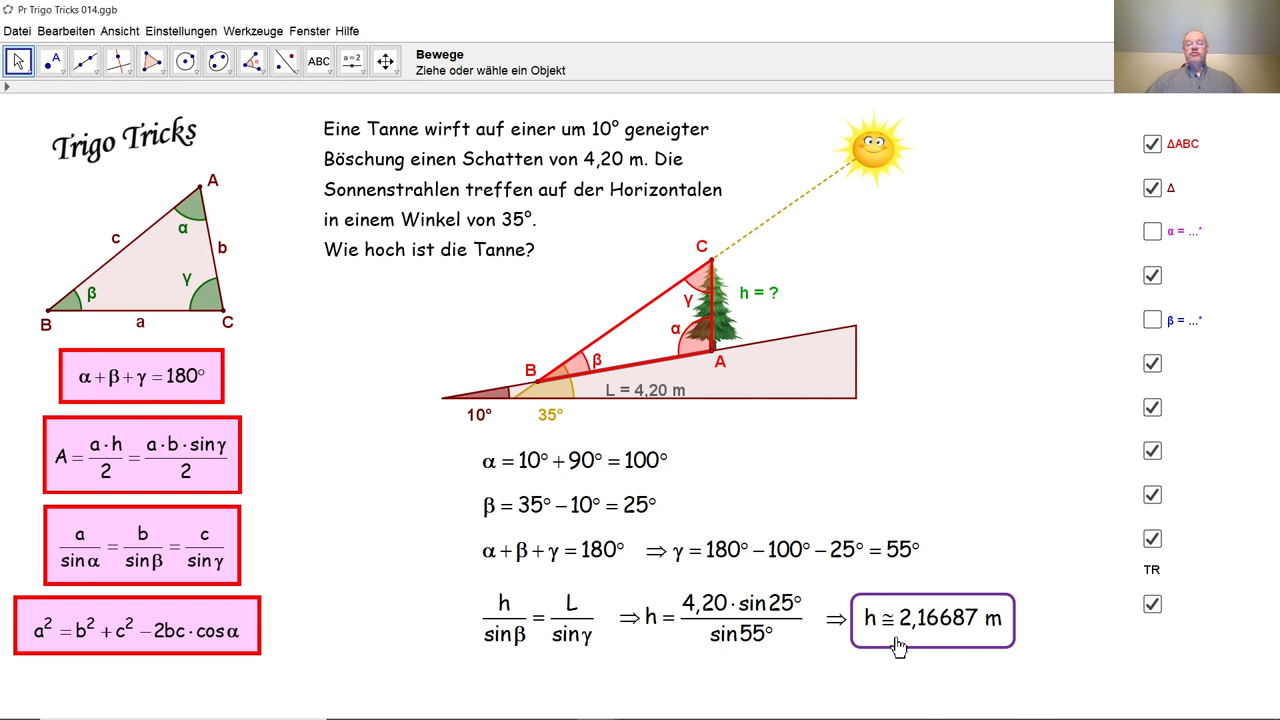 Pr Trigo Tricks 014.ggb
Datei Bearbeiten Ansicht Einstellungen Werkzeuge Fenster Hilfe
A ABC a=2
Bewege
Ziehe oder wähle ein Objekt
Trigo Tricks
A
α
c
b
β
γ
B
a
C
α+β+γ=180°
A = a·h/2 = a·b·sinγ/2
a/sinα = b/sinβ = c/sinγ
a² = b² + c² − 2bc·cosα
Eine Tanne wirft auf einer um 10° geneigter
Böschung einen Schatten von 4,20 m. Die
Sonnenstrahlen treffen auf der Horizontalen
in einem Winkel von 35°.
Wie hoch ist die Tanne?
C
γ
h = ?
α
β
B
A
L = 4,20 m
10°
35°
α = 10° + 90° = 100°
β = 35° − 10° = 25°
α + β + γ = 180° ⇒ γ = 180° − 100° − 25° = 55°
h/sinβ = L/sinγ ⇒ h = 4,20·sin25°/sin55° ⇒ h ≅ 2,16687 m
ΔABC
Δ
α = ...*
β = ...*
TR